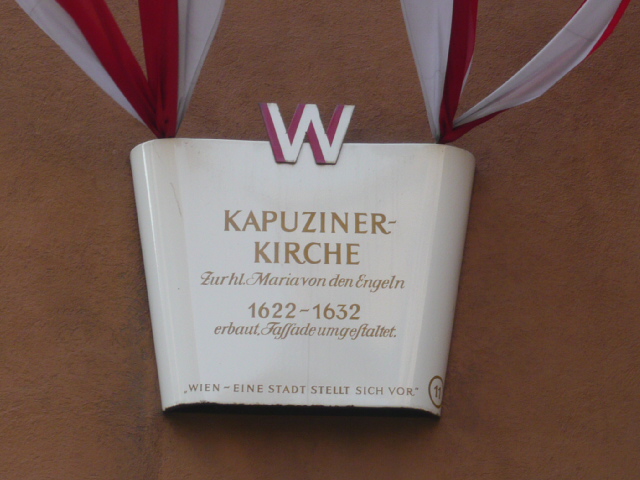 W
KAPUZINER-
KIRCHE
Zur hl. Maria von den Engeln
1622-1632
erbaut, Fassade umgestaltet.
„WIEN - EINE STADT STELLT SICH VOR." 11